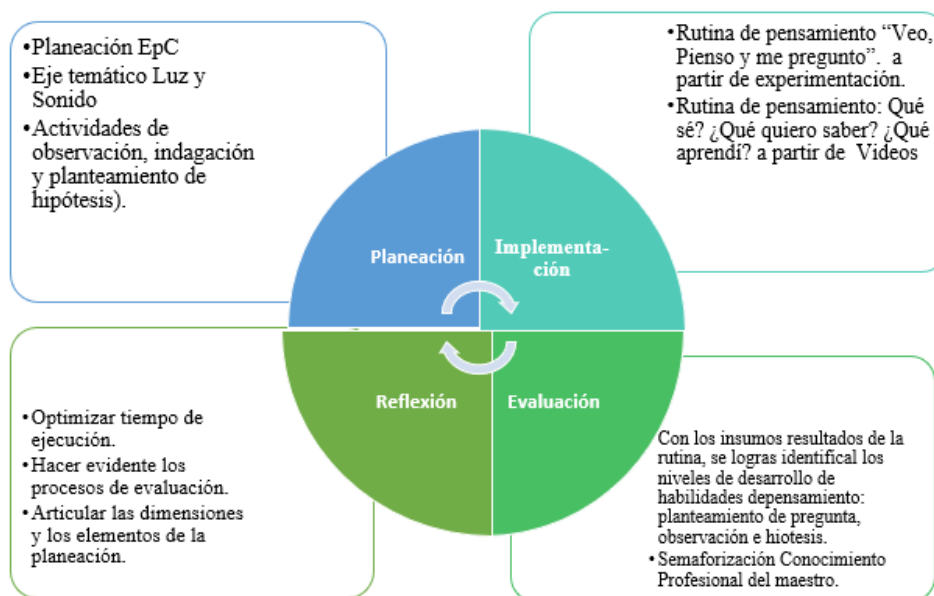 •Planeación EpC
•Eje temático Luz y
Sonido
•Actividades de
observación, indagación
y planteamiento de
hipótesis).
•Rutina de pensamiento “Veo,
Pienso y me pregunto”. a
partir de experimentación.
•Rutina de pensamiento: Qué
sé? ¿Qué quiero saber? ¿Qué
aprendí? a partir de Videos
Planeación
Implementa-
ción
Reflexión
Evaluación
•Optimizar tiempo de
ejecución.
•Hacer evidente los
procesos de evaluación.
•Articular las dimensiones
y los elementos de la
planeación.
Con los insumos resultados de la
rutina, se logras identifical los
niveles de desarrollo de
habilidades depensamiento:
planteamiento de pregunta,
observación e hiotesis.
•Semaforización Conocimiento
Profesional del maestro.